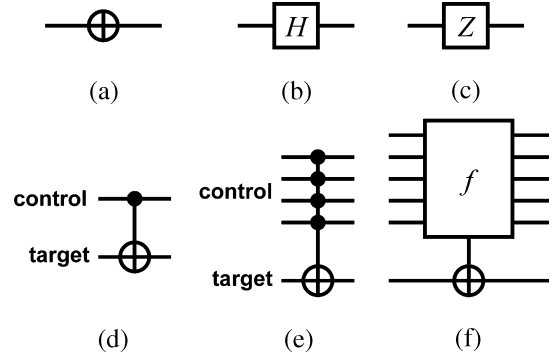 H Z
(a) (b) (c)
control control f
target target
(d) (e) (f)